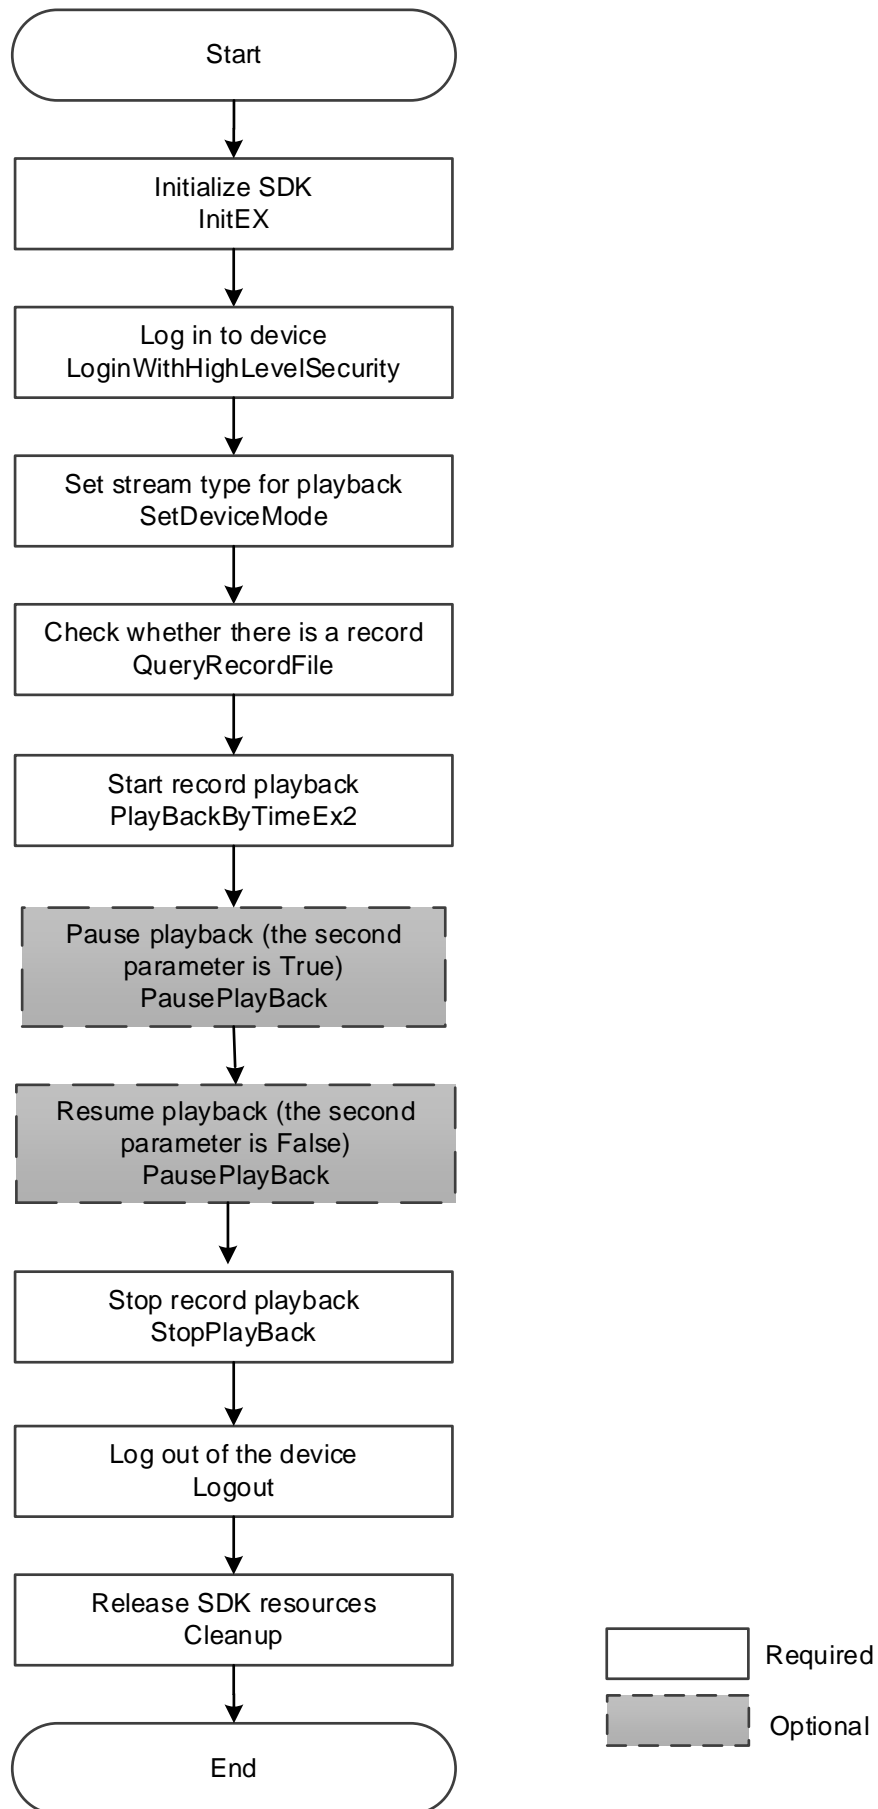 Start
Initialize SDK
InitEX
Log in to device
LoginWithHighLevelSecurity
Set stream type for playback
SetDeviceMode
Check whether there is a record
QueryRecordFile
Start record playback
PlayBackByTimeEx2
Pause playback (the second
parameter is True)
PausePlayBack
Resume playback (the second
parameter is False)
PausePlayBack
Stop record playback
StopPlayBack
Log out of the device
Logout
Release SDK resources
Cleanup
End
Required
Optional